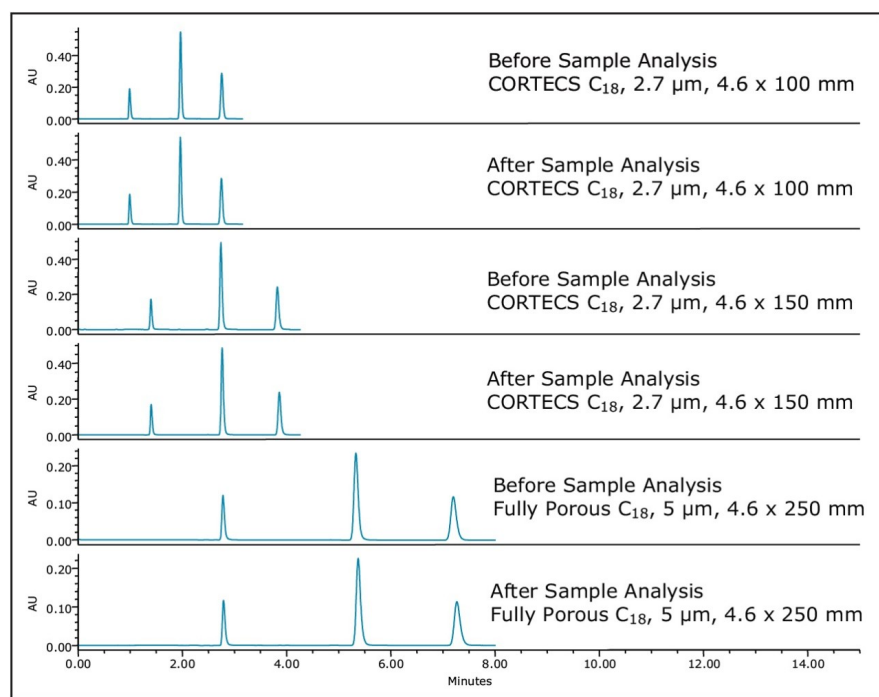 Before Sample Analysis
CORTECS C₁₈, 2.7 µm, 4.6 x 100 mm
AU
0.40
0.20
0.00
After Sample Analysis
CORTECS C₁₈, 2.7 µm, 4.6 x 100 mm
AU
0.40
0.20
0.00
Before Sample Analysis
CORTECS C₁₈, 2.7 µm, 4.6 x 150 mm
AU
0.40
0.20
0.00
After Sample Analysis
CORTECS C₁₈, 2.7 µm, 4.6 x 150 mm
AU
0.40
0.20
0.00
Before Sample Analysis
Fully Porous C₁₈, 5 µm, 4.6 x 250 mm
AU
0.20
0.10
0.00
After Sample Analysis
Fully Porous C₁₈, 5 µm, 4.6 x 250 mm
AU
0.20
0.10
0.00
0.00 2.00 4.00 6.00 8.00 10.00 12.00 14.00
Minutes